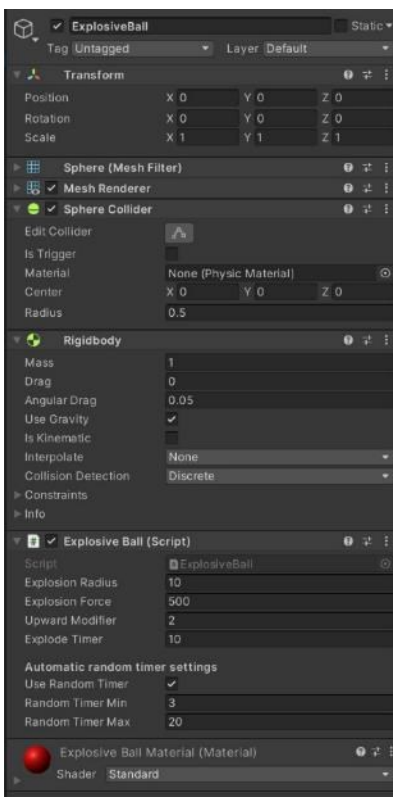 ExplosiveBall Static
Tag Untagged Layer Default
Transform
Position X 0 Y 0 Z 0
Rotation X 0 Y 0 Z 0
Scale X 1 Y 1 Z 1
Sphere (Mesh Filter)
Mesh Renderer
Sphere Collider
Edit Collider
Is Trigger
Material None (Physic Material)
Center X 0 Y 0 Z 0
Radius 0.5
Rigidbody
Mass 1
Drag 0
Angular Drag 0.05
Use Gravity
Is Kinematic
Interpolate None
Collision Detection Discrete
Constraints
Info
# Explosive Ball (Script)
Script ExplosiveBall
Explosion Radius 10
Explosion Force 500
Upward Modifier 2
Explode Timer 10
Automatic random timer settings
Use Random Timer
Random Timer Min 3
Random Timer Max 20
Explosive Ball Material (Material)
Shader Standard